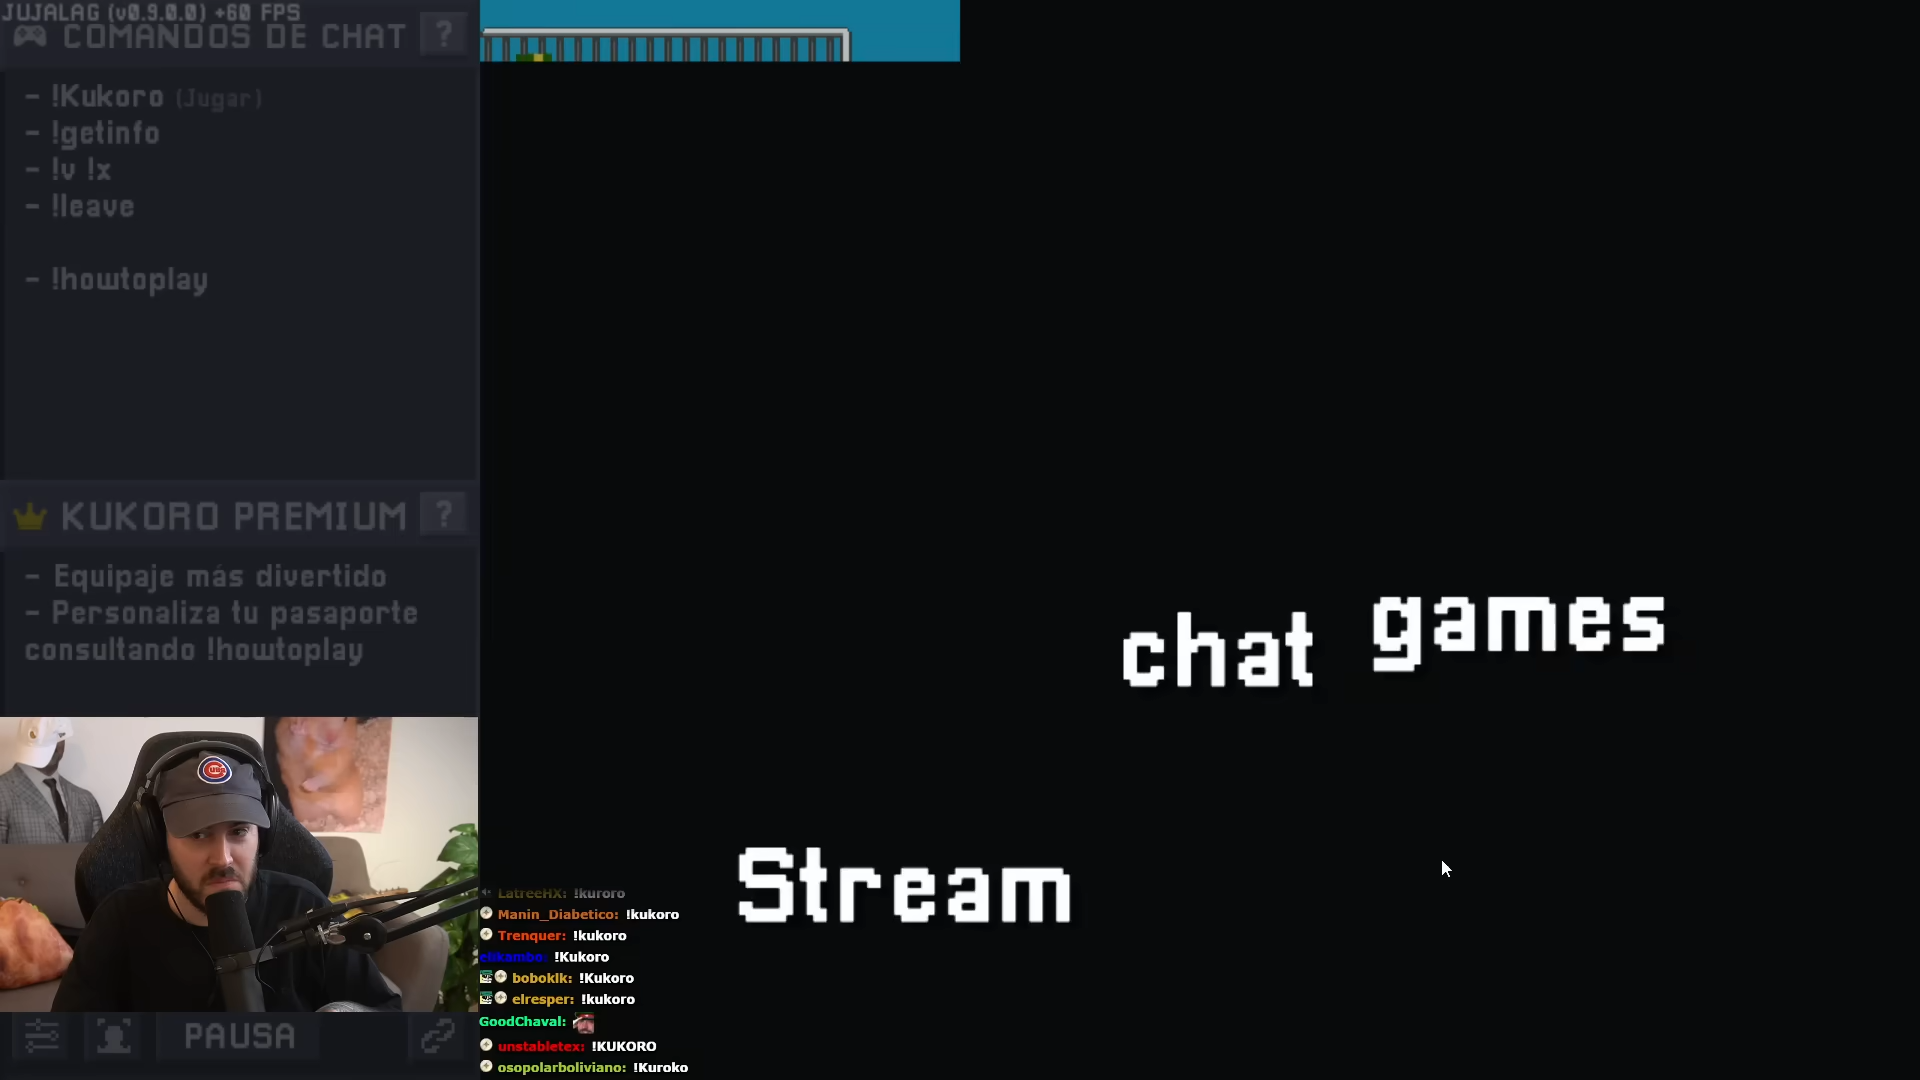 JUJALAG (v0.9.0.0) +60 FPS
COMANDOS DE CHAT ?
- !Kukoro (Jugar)
- !getinfo
- !v !x
- !leave
- !howtoplay
KUKORO PREMIUM ?
- Equipaje más divertido
- Personaliza tu pasaporte
consultando !howtoplay
PAUSA
chat games
Stream
LatreeHX: !kuroro
Manin_Diabetico: !kukoro
Trenquer: !kukoro
elikambo: !Kukoro
boboklk: !Kukoro
elresper: !kukoro
GoodChaval:
unstabletex: !KUKORO
osopolarboliviano: !Kuroko